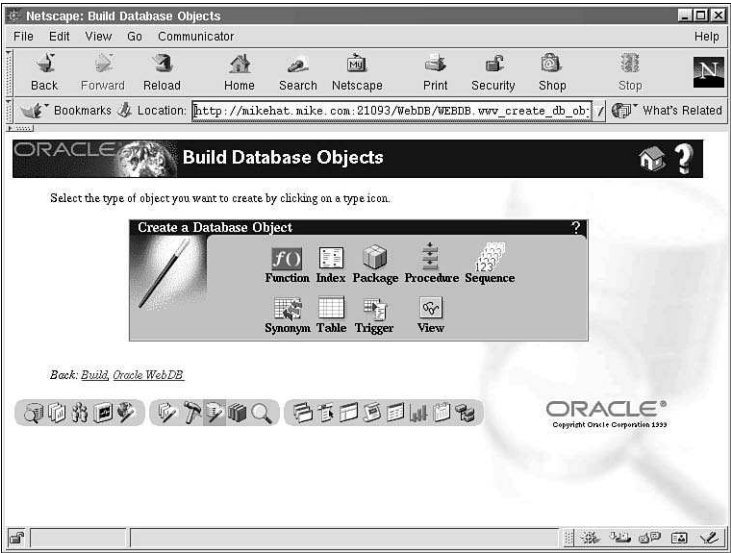 Netscape: Build Database Objects
File Edit View Go Communicator Help
Back Forward Reload Home Search Netscape Print Security Shop Stop
My
N
Bookmarks Location: http://mikehat.mike.com:21093/WebDB/WEBDB.wwv_create_db_ob What's Related
ORACLE Build Database Objects ?
Select the type of object you want to create by clicking on a type icon.
Create a Database Object ?
f()
123
Function Index Package Procedure Sequence
Synonym Table Trigger View
Back: Build, Oracle WebDB
ORACLE®
Copyright Oracle Corporation 1999